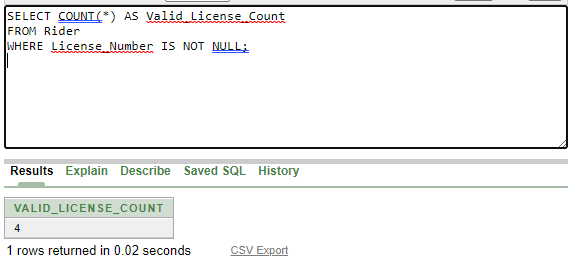 SELECT COUNT(*) AS Valid_License_Count
FROM Rider
WHERE License_Number IS NOT NULL;
Results Explain Describe Saved SQL History
VALID_LICENSE_COUNT
4
1 rows returned in 0.02 seconds CSV Export